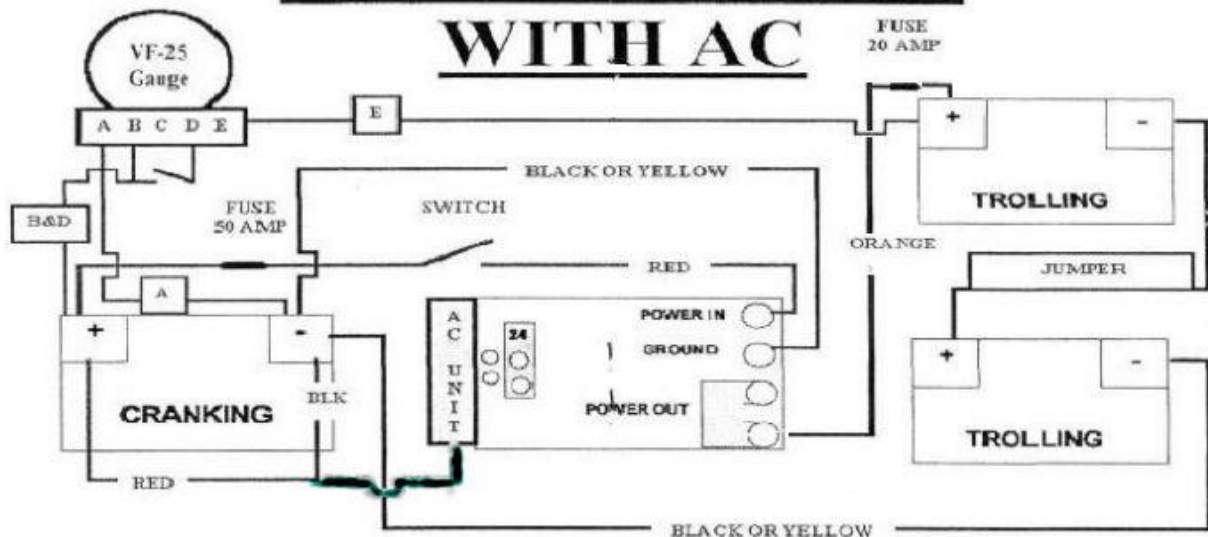 WITH AC
FUSE
20 AMP
VF-25
Gauge
A B C D E
E
+ -
TROLLING
BLACK OR YELLOW
B&D
FUSE
50 AMP
SWITCH
ORANGE
RED
JUMPER
A
+ -
CRANKING
BLK
RED
AC UNIT
24
POWER IN
GROUND
POWER OUT
+ -
TROLLING
BLACK OR YELLOW